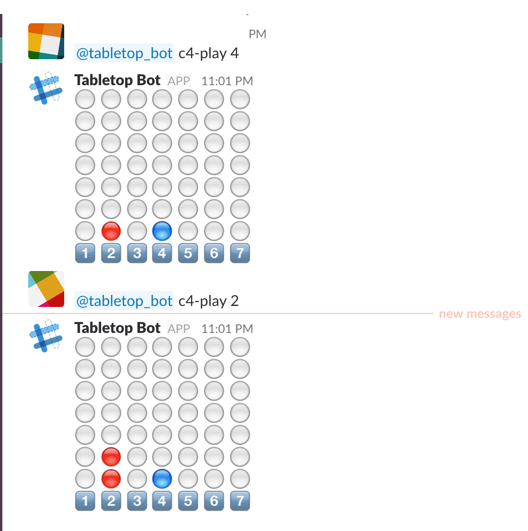 PM
@tabletop_bot c4-play 4
Tabletop Bot APP 11:01 PM
1 2 3 4 5 6 7
@tabletop_bot c4-play 2
new messages
Tabletop Bot APP 11:01 PM
1 2 3 4 5 6 7